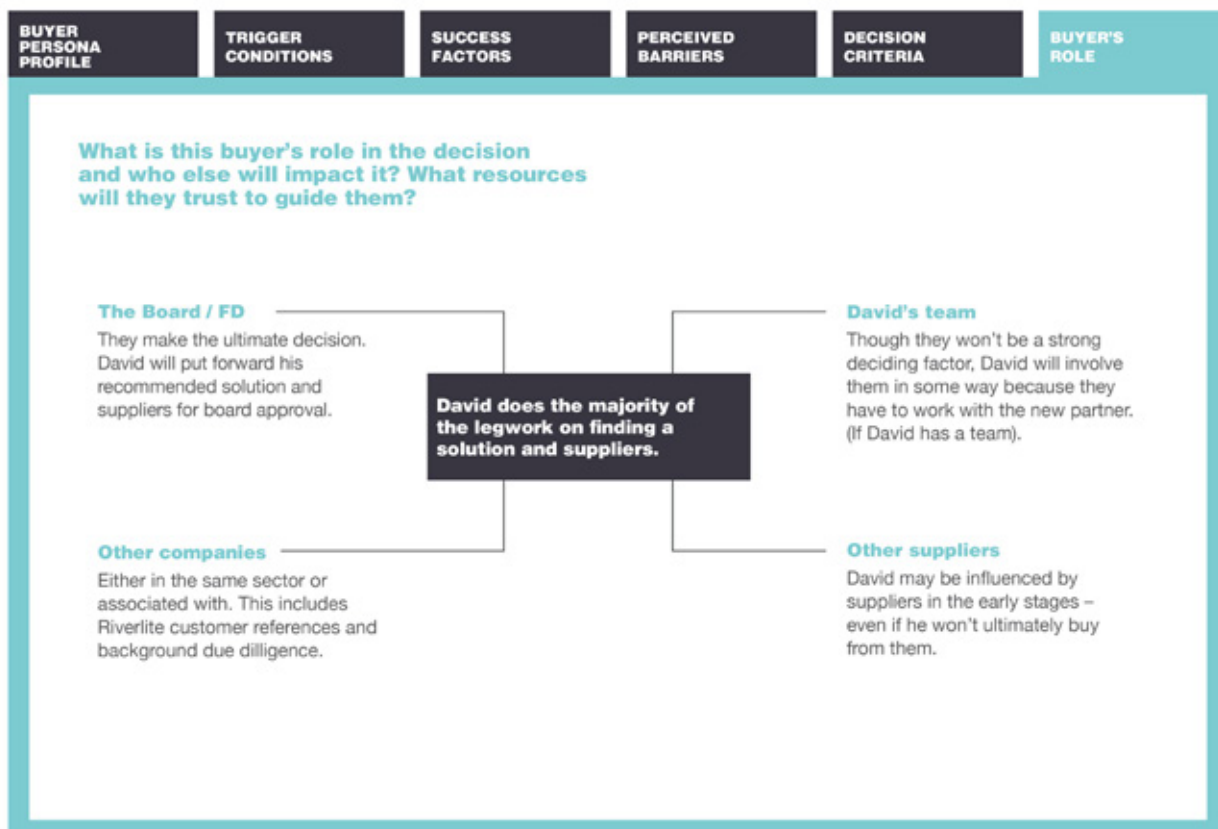 BUYER
PERSONA
PROFILE
TRIGGER
CONDITIONS
SUCCESS
FACTORS
PERCEIVED
BARRIERS
DECISION
CRITERIA
BUYER'S
ROLE
What is this buyer's role in the decision
and who else will impact it? What resources
will they trust to guide them?
The Board / FD
They make the ultimate decision.
David will put forward his
recommended solution and
suppliers for board approval.
David's team
Though they won't be a strong
deciding factor, David will involve
them in some way because they
have to work with the new partner.
(If David has a team).
David does the majority of
the legwork on finding a
solution and suppliers.
Other companies
Either in the same sector or
associated with. This includes
Riverlite customer references and
background due dilligence.
Other suppliers
David may be influenced by
suppliers in the early stages –
even if he won't ultimately buy
from them.